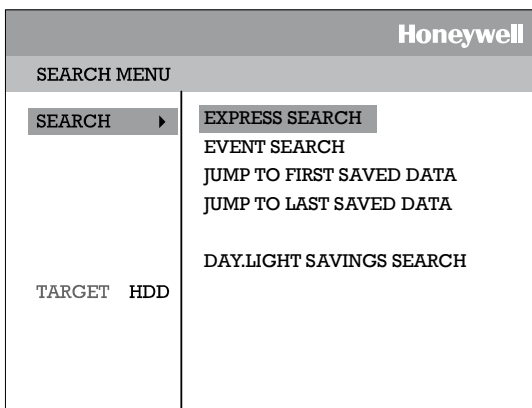 Honeywell
SEARCH MENU
SEARCH
EXPRESS SEARCH
EVENT SEARCH
JUMP TO FIRST SAVED DATA
JUMP TO LAST SAVED DATA
DAY.LIGHT SAVINGS SEARCH
TARGET HDD